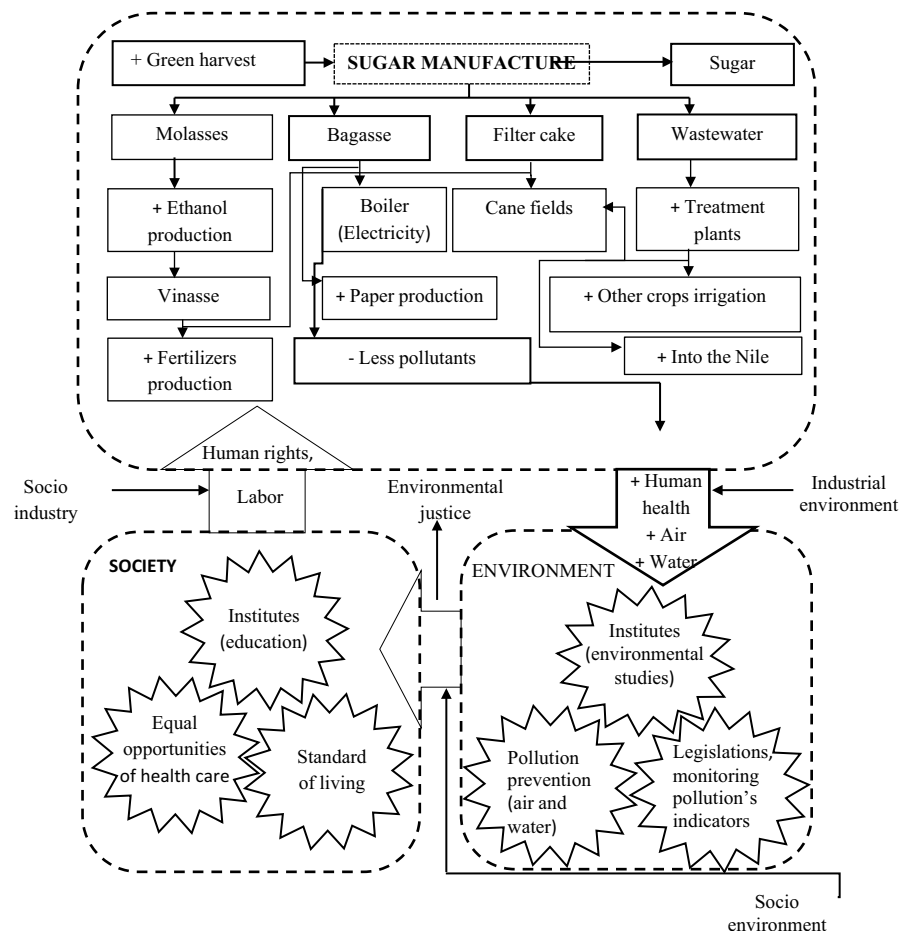 + Green harvest
SUGAR MANUFACTURE
Sugar
Molasses
Bagasse
Filter cake
Wastewater
+ Ethanol
production
Boiler
(Electricity)
Cane fields
+ Treatment
plants
Vinasse
+ Paper production
+ Other crops irrigation
+ Fertilizers
production
- Less pollutants
+ Into the Nile
Human rights,
Labor
Socio
industry
Environmental
justice
+ Human
health
+ Air
+ Water
Industrial
environment
SOCIETY
Institutes
(education)
Equal
opportunities
of health care
Standard
of living
ENVIRONMENT
Institutes
(environmental
studies)
Pollution
prevention
(air and
water)
Legislations,
monitoring
pollution’s
indicators
Socio
environment